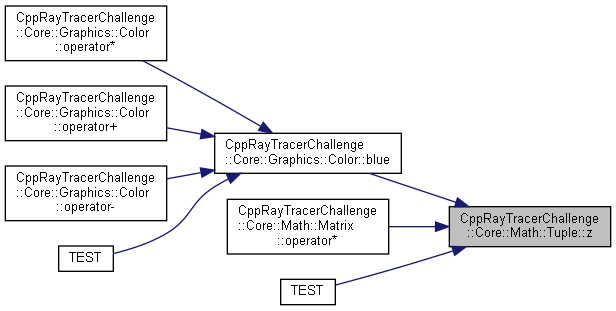 CppRayTracerChallenge
::Core::Graphics::Color
::operator*
CppRayTracerChallenge
::Core::Graphics::Color
::operator+
CppRayTracerChallenge
::Core::Graphics::Color
::operator-
TEST
CppRayTracerChallenge
::Core::Graphics::Color::blue
CppRayTracerChallenge
::Core::Math::Matrix
::operator*
TEST
CppRayTracerChallenge
::Core::Math::Tuple::z